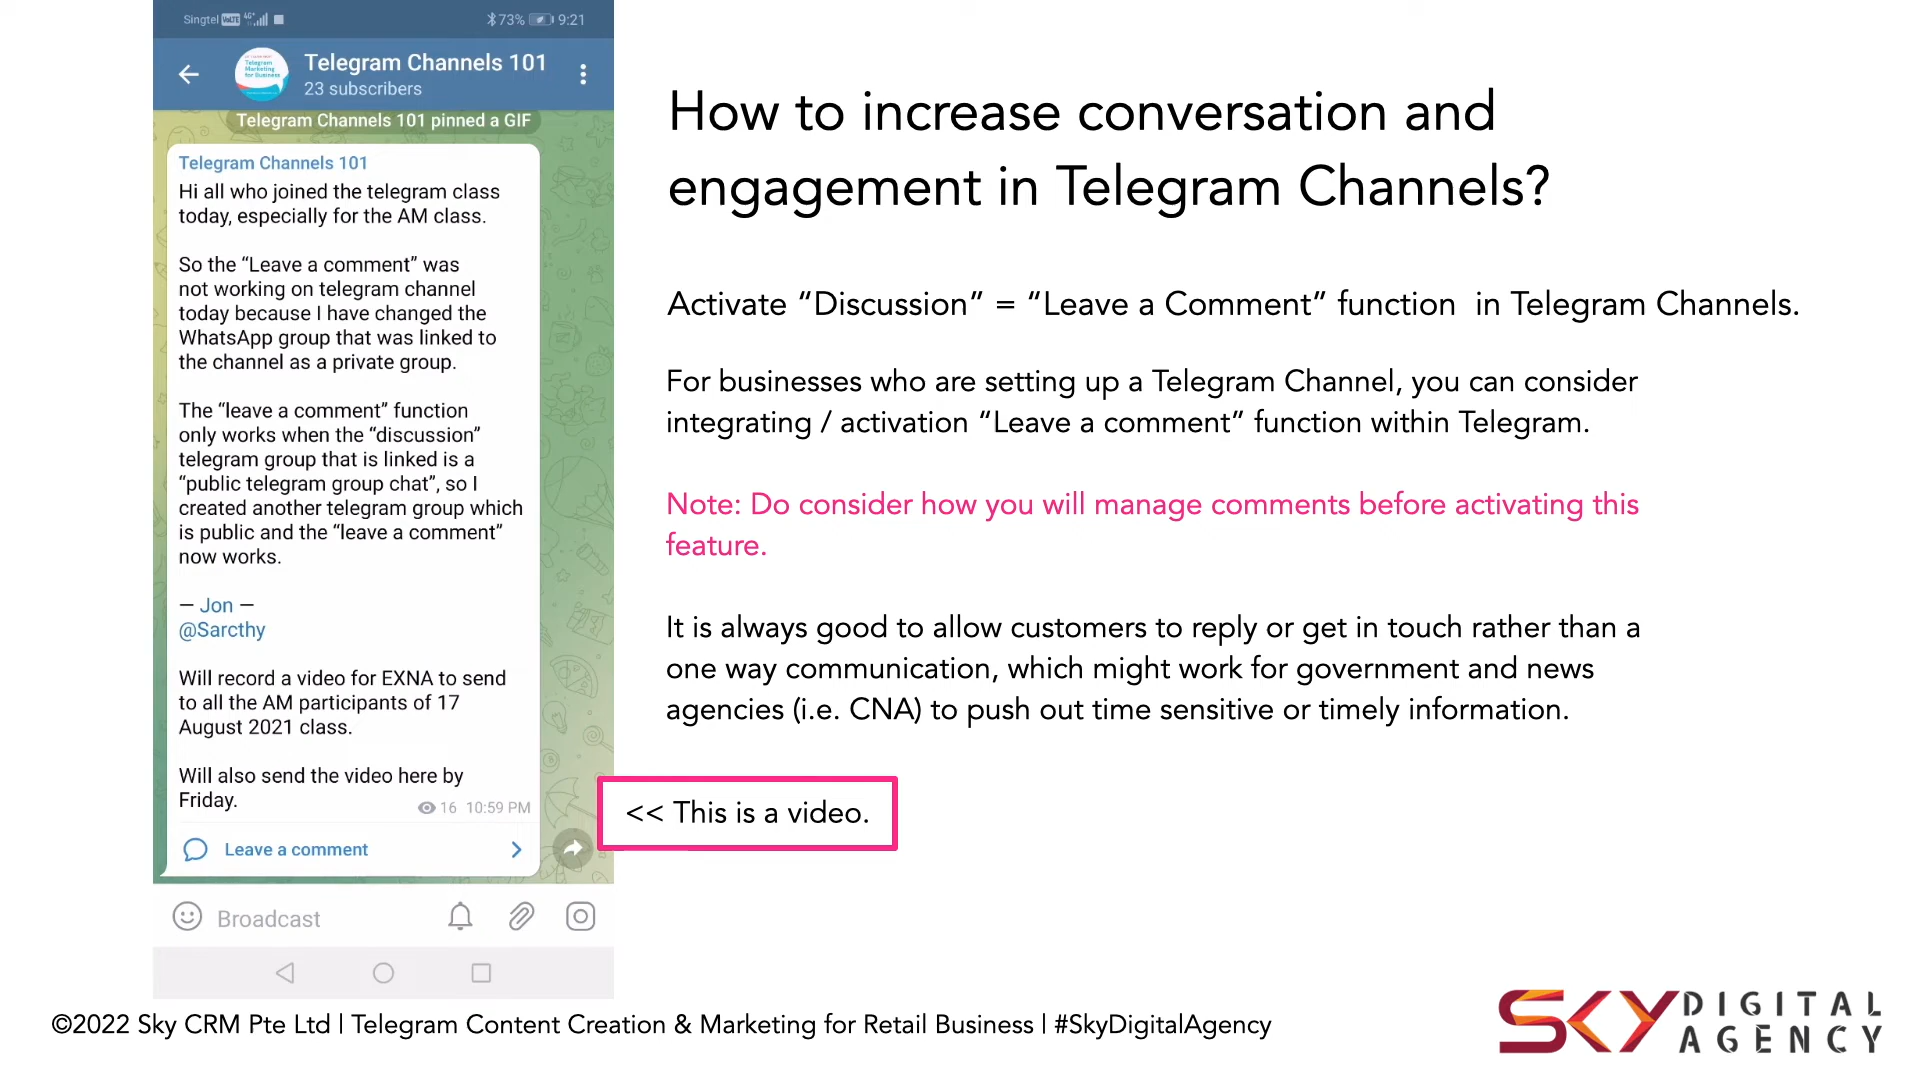 Singtel VoLTE 4G+ 73% 9:21
Telegram Channels 101
23 subscribers
Telegram Marketing for Business
Telegram Channels 101 pinned a GIF
Telegram Channels 101
Hi all who joined the telegram class
today, especially for the AM class.
So the “Leave a comment” was
not working on telegram channel
today because I have changed the
WhatsApp group that was linked to
the channel as a private group.
The “leave a comment” function
only works when the “discussion”
telegram group that is linked is a
“public telegram group chat”, so I
created another telegram group which
is public and the “leave a comment”
now works.
— Jon —
@Sarcthy
Will record a video for EXNA to send
to all the AM participants of 17
August 2021 class.
Will also send the video here by
Friday.
16 10:59 PM
Leave a comment
Broadcast
How to increase conversation and
engagement in Telegram Channels?
Activate “Discussion” = “Leave a Comment” function in Telegram Channels.
For businesses who are setting up a Telegram Channel, you can consider
integrating / activation “Leave a comment” function within Telegram.
Note: Do consider how you will manage comments before activating this
feature.
It is always good to allow customers to reply or get in touch rather than a
one way communication, which might work for government and news
agencies (i.e. CNA) to push out time sensitive or timely information.
<< This is a video.
©2022 Sky CRM Pte Ltd | Telegram Content Creation & Marketing for Retail Business | #SkyDigitalAgency
SKY DIGITAL
AGENCY